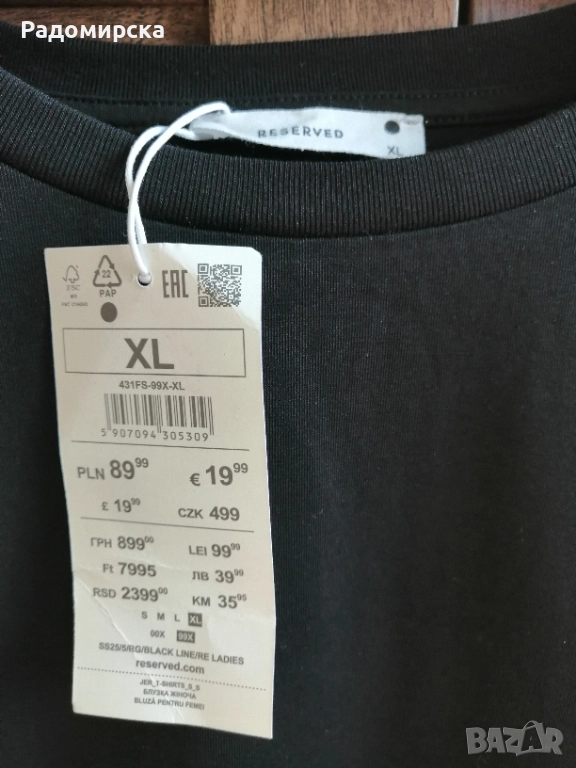 Радомирска
RESERVED
XL
22
PAP
EAC
XL
431FS-99X-XL
5 907094 305309
PLN 89⁹⁹ € 19⁹⁹
£ 19⁹⁹ CZK 499
ГРН 899⁰⁰ LEI 99⁹⁹
Ft 7995 ЛВ 39⁹⁹
RSD 2399⁰⁰ KM 35⁹⁵
S M L XL
00X 99X
SS25/5/BG/BLACK LINE/RE LADIES
reserved.com
JER_T-SHIRTS_S_S
БЛУЗКА ЖІНОЧА
BLUZĂ PENTRU FEMEI
BAZAR